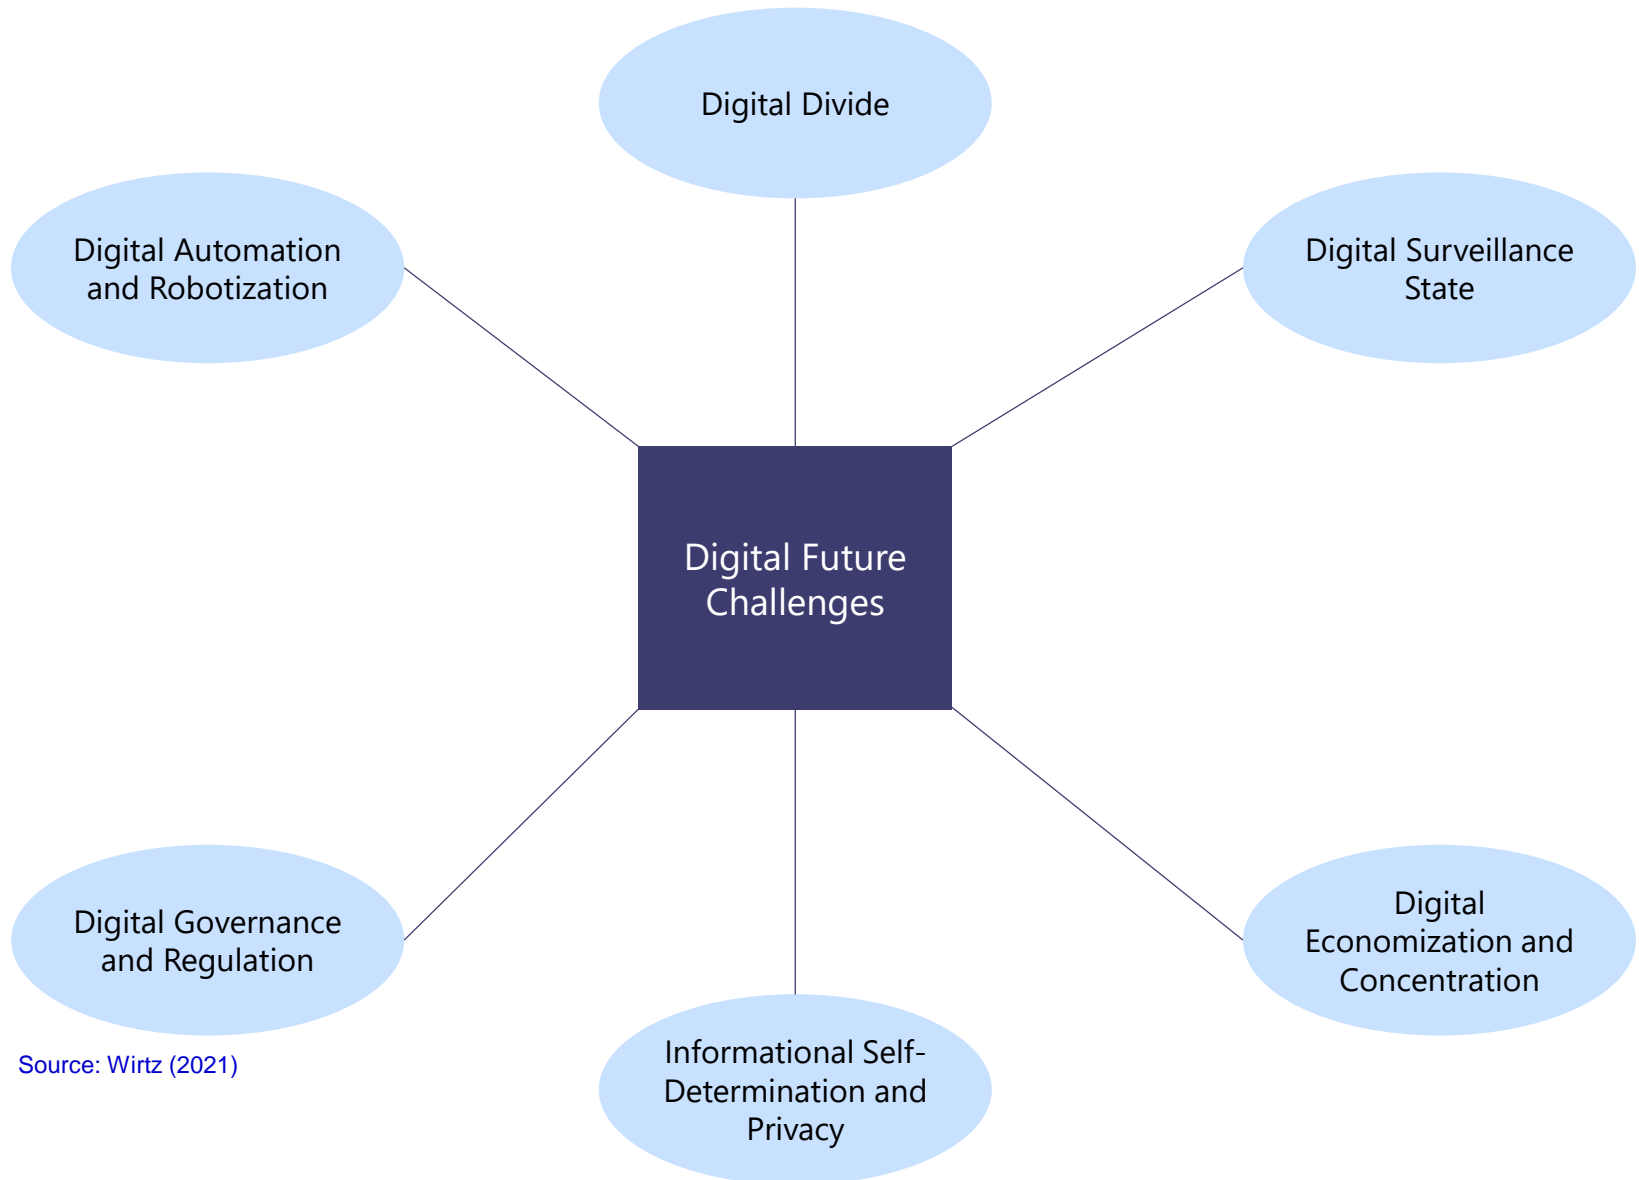 Digital Divide
Digital Automation
and Robotization
Digital Surveillance
State
Digital Future
Challenges
Digital Governance
and Regulation
Digital
Economization and
Concentration
Informational Self-
Determination and
Privacy
Source: Wirtz (2021)